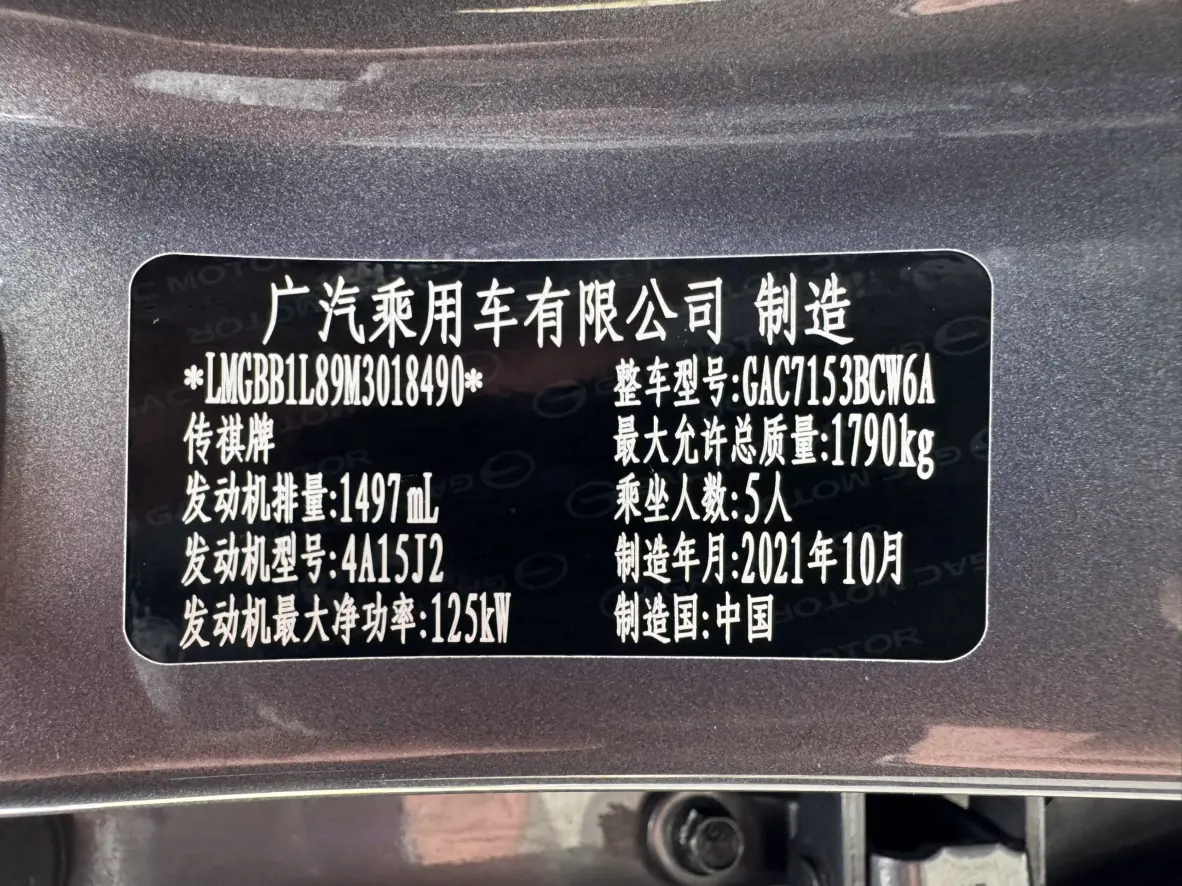 广汽乘用车有限公司 制造
*LMGBB1L89M3018490*
传祺牌
发动机排量:1497mL
发动机型号:4A15J2
发动机最大净功率:125kW
整车型号:GAC7153BCW6A
最大允许总质量:1790kg
乘坐人数:5人
制造年月:2021年10月
制造国:中国
GAC MOTOR